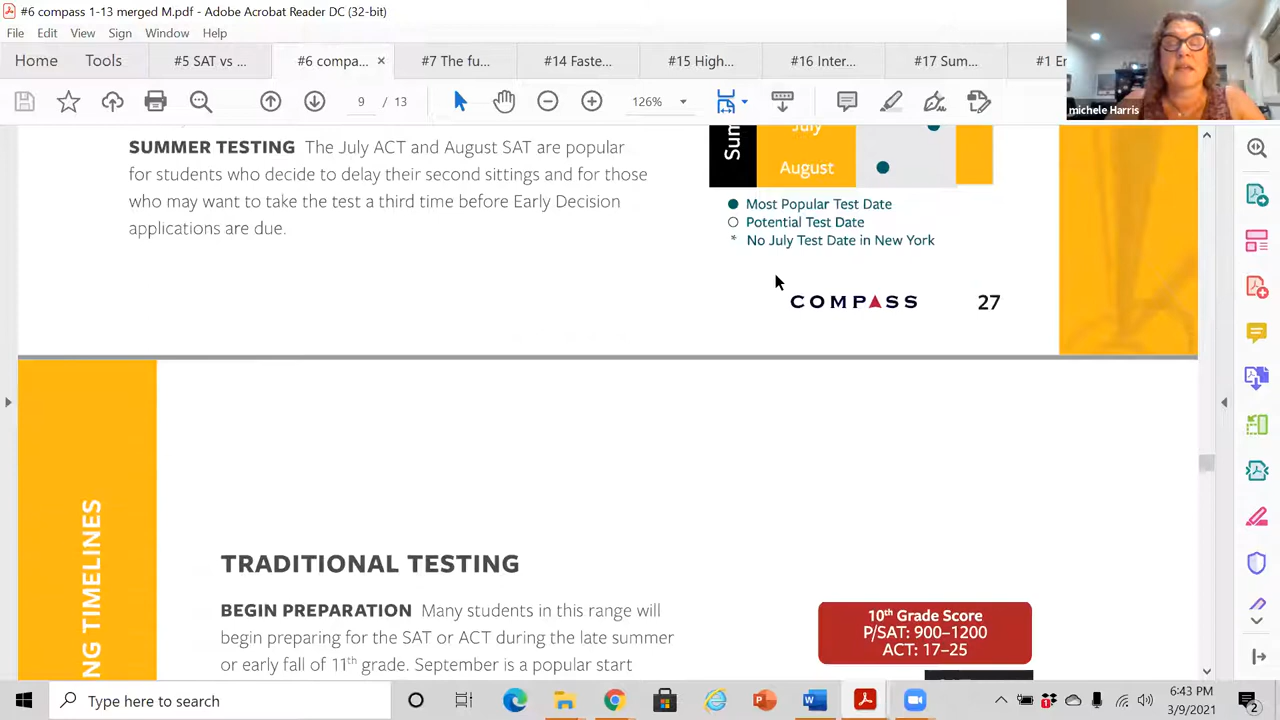 #6 compass 1-13 merged M.pdf - Adobe Acrobat Reader DC (32-bit)
File Edit View Sign Window Help
Home Tools #5 SAT vs ... #6 compa... × #7 The fu... #14 Faste... #15 High... #16 Inter... #17 Sum... #1 E
9 / 13 126%
michele Harris
SUMMER TESTING The July ACT and August SAT are popular
for students who decide to delay their second sittings and for those
who may want to take the test a third time before Early Decision
applications are due.
Sum
July
August
Most Popular Test Date
Potential Test Date
* No July Test Date in New York
COMPASS 27
NG TIMELINES
TRADITIONAL TESTING
BEGIN PREPARATION Many students in this range will
begin preparing for the SAT or ACT during the late summer
or early fall of 11th grade. September is a popular start
10th Grade Score
P/SAT: 900–1200
ACT: 17–25
Type here to search
6:43 PM
3/9/2021
2